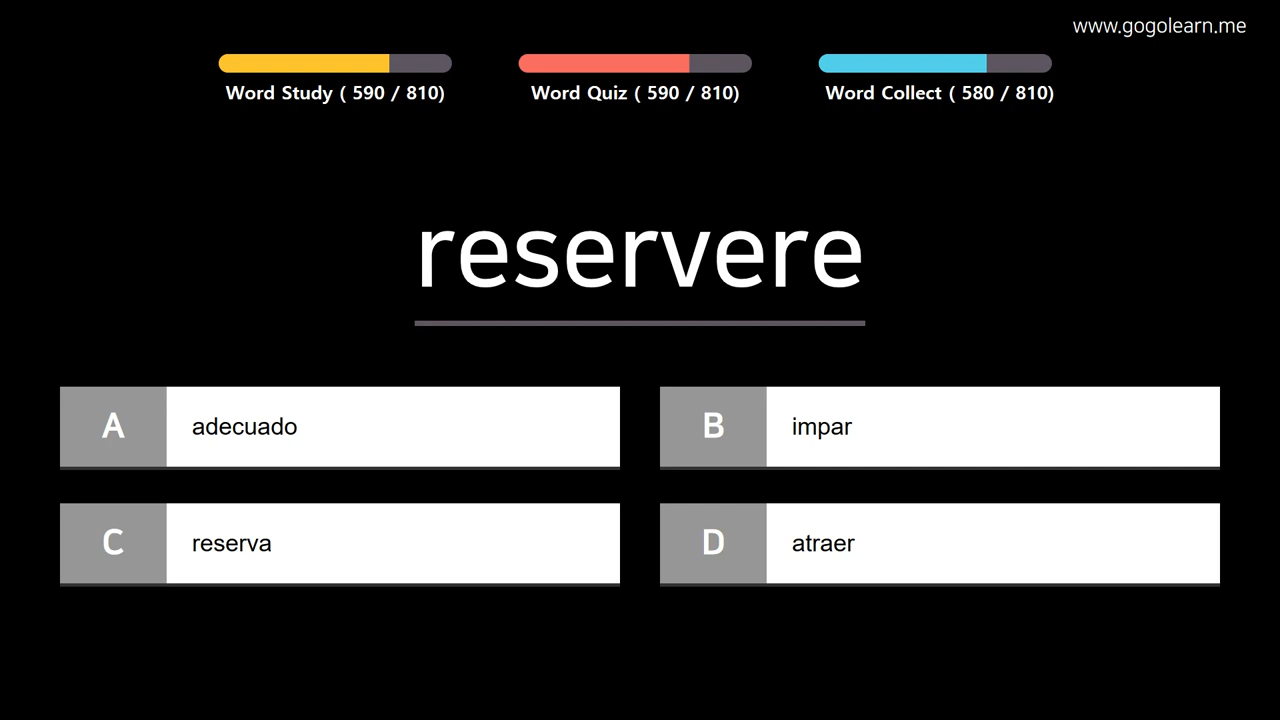 www.gogolearn.me
Word Study ( 590 / 810)
Word Quiz ( 590 / 810)
Word Collect ( 580 / 810)
reservere
A adecuado
B impar
C reserva
D atraer